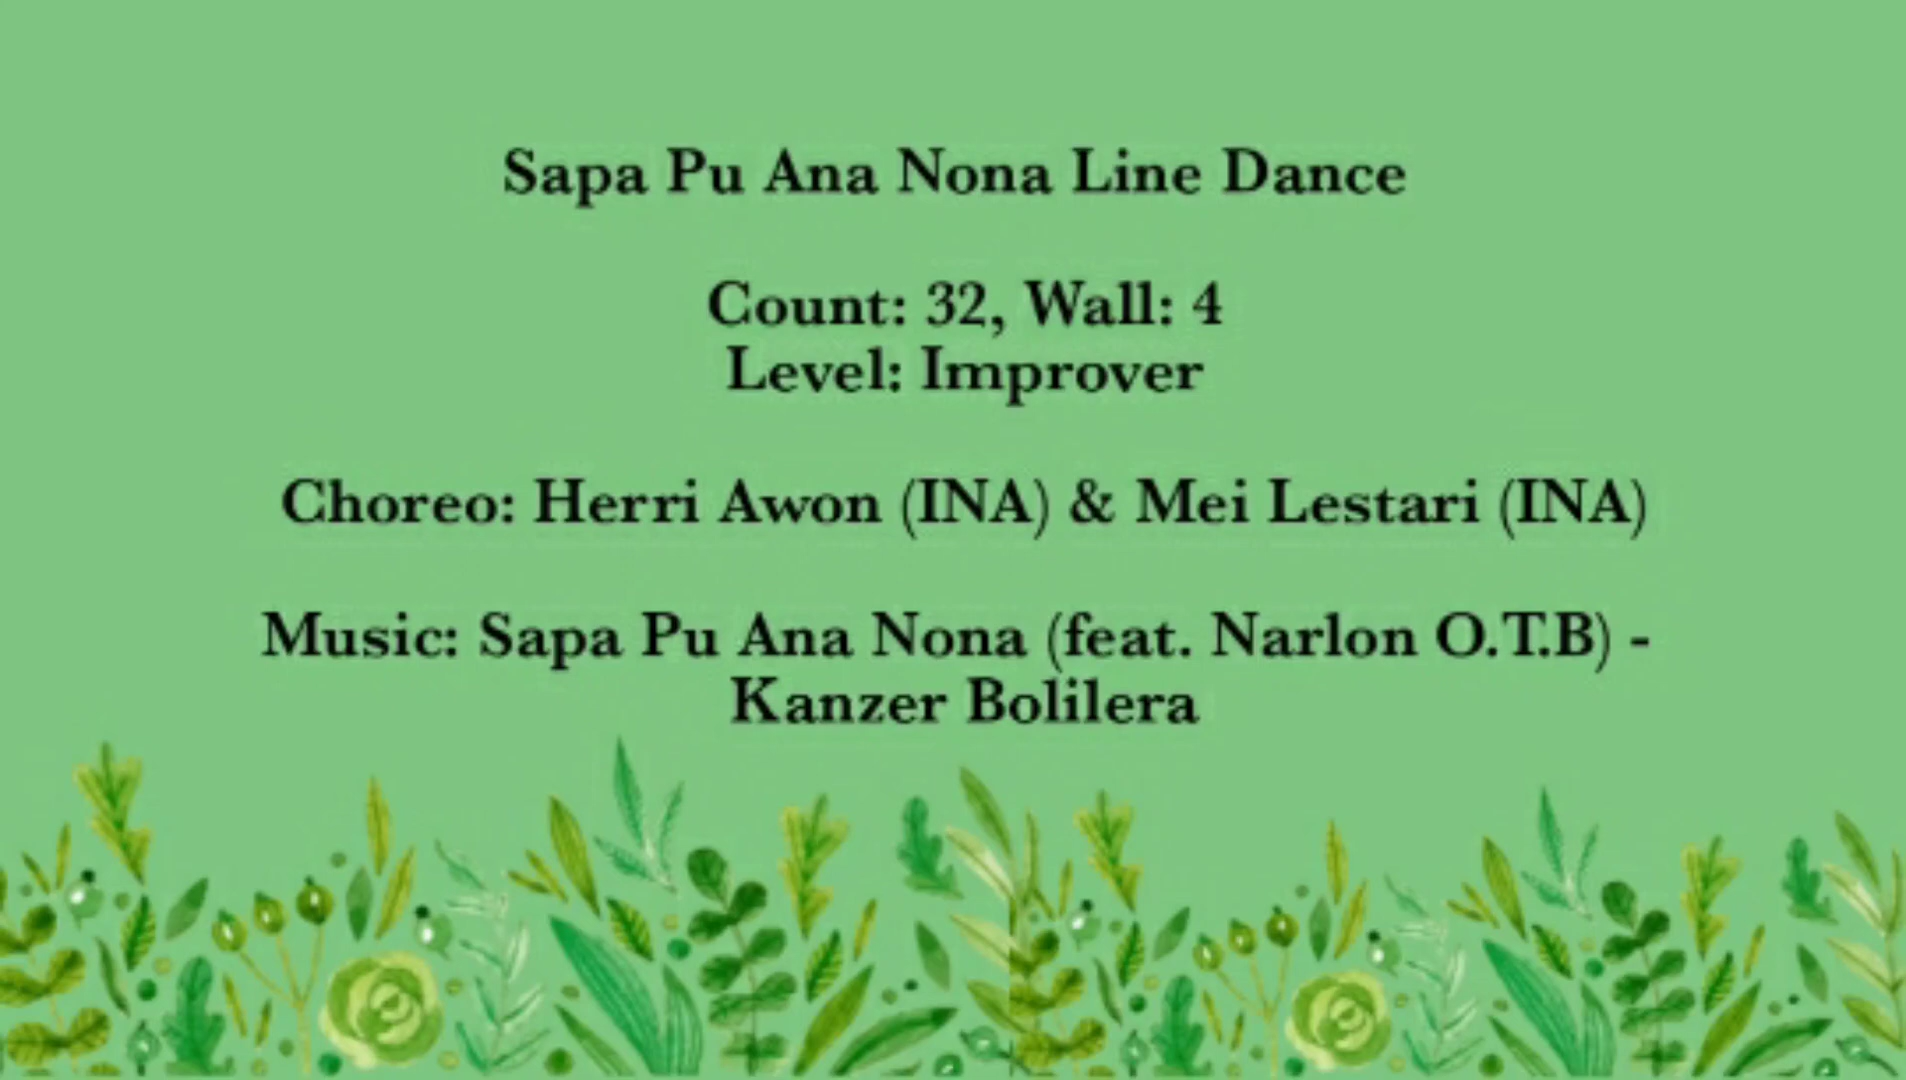 Sapa Pu Ana Nona Line Dance
Count: 32, Wall: 4
Level: Improver
Choreo: Herri Awon (INA) & Mei Lestari (INA)
Music: Sapa Pu Ana Nona (feat. Narlon O.T.B) -
Kanzer Bolilera